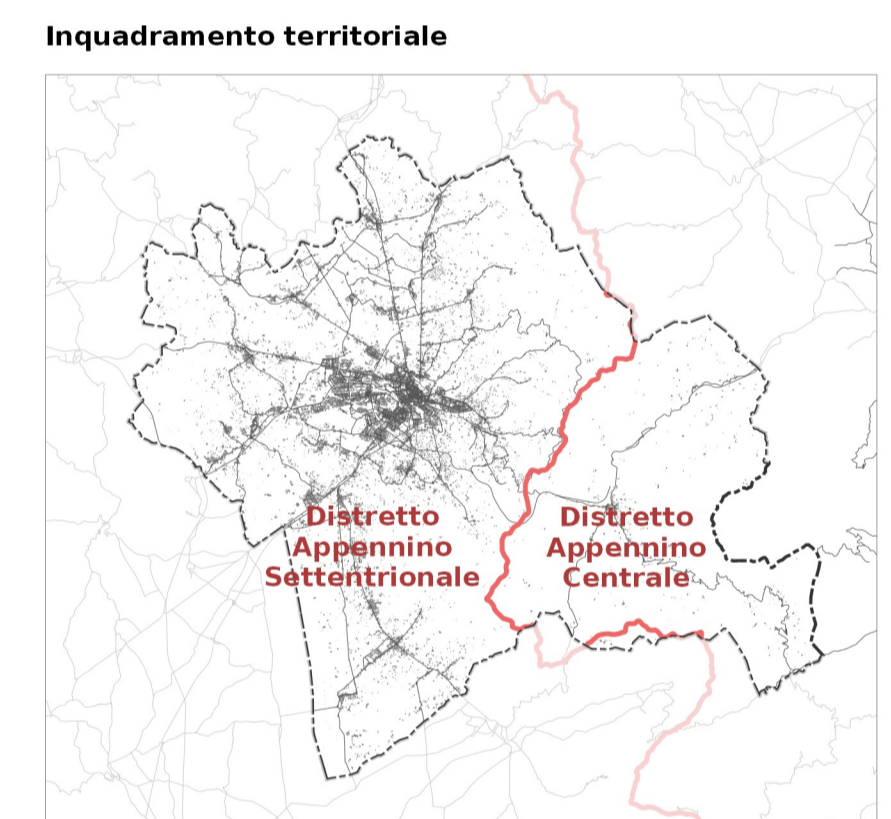 Inquadramento territoriale
Distretto
Appennino
Settentrionale
Distretto
Appennino
Centrale